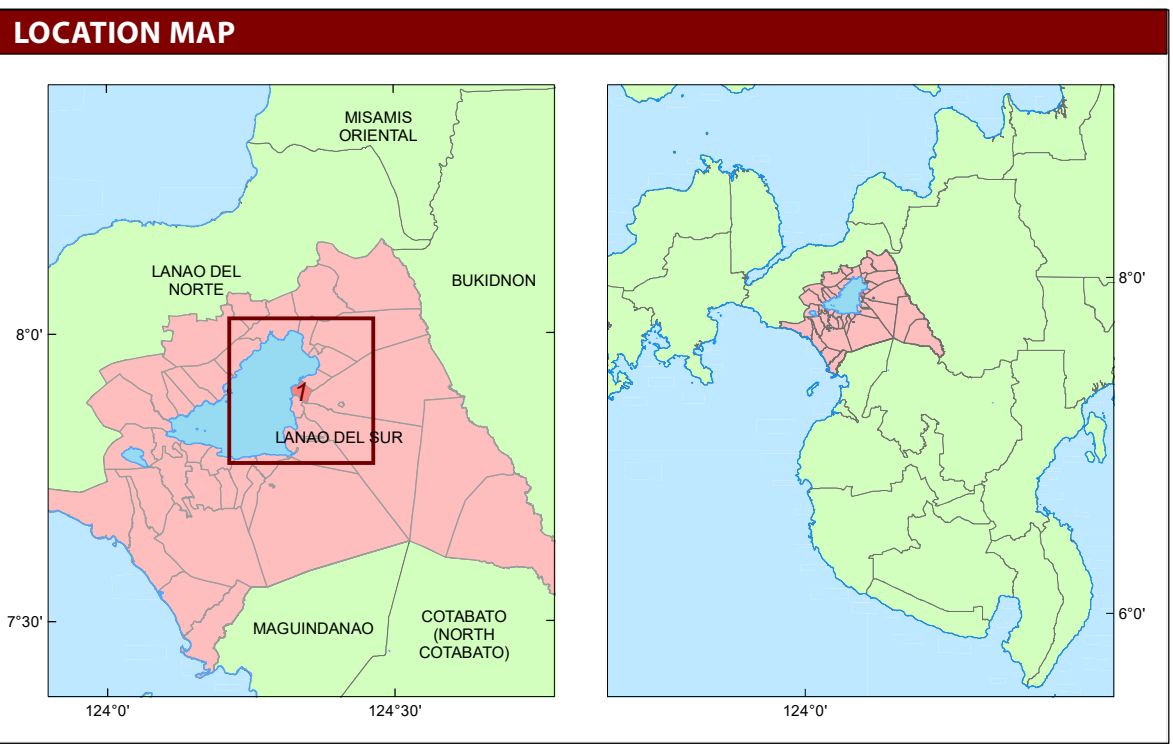 LOCATION MAP
MISAMIS
ORIENTAL
LANAO DEL
NORTE
BUKIDNON
8°0'
1
LANAO DEL SUR
7°30'
MAGUINDANAO
COTABATO
(NORTH
COTABATO)
124°0'
124°30'
8°0'
6°0'
124°0'